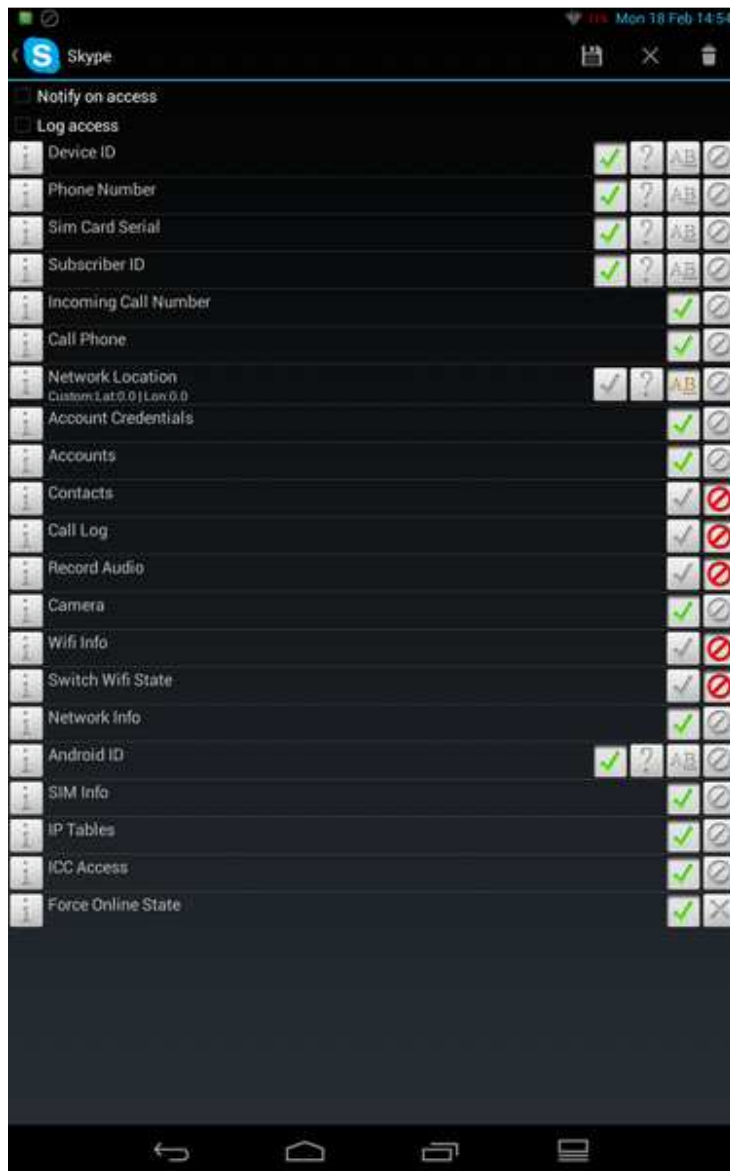 Mon 18 Feb 14:54
Skype
Notify on access
Log access
Device ID
Phone Number
Sim Card Serial
Subscriber ID
Incoming Call Number
Call Phone
Network Location
Custom:Lat:0.0 | Lon:0.0
Account Credentials
Accounts
Contacts
Call Log
Record Audio
Camera
Wifi Info
Switch Wifi State
Network Info
Android ID
SIM Info
IP Tables
ICC Access
Force Online State